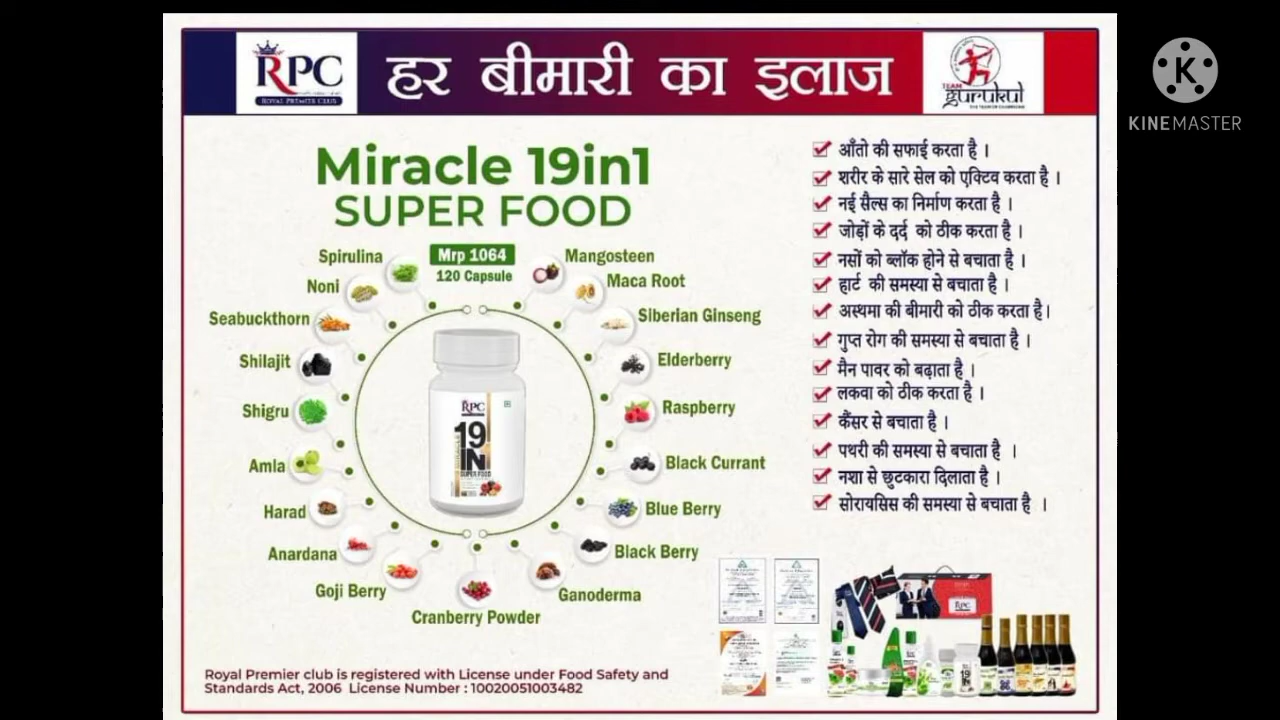 RPC
ROYAL PREMIER CLUB
हर बीमारी का इलाज
TEAM
gurukul
K
KINEMASTER
Miracle 19in1
SUPER FOOD
Mrp 1064
120 Capsule
Spirulina
Noni
Seabuckthorn
Shilajit
Shigru
Amla
Harad
Anardana
Goji Berry
Cranberry Powder
Mangosteen
Maca Root
Siberian Ginseng
Elderberry
Raspberry
Black Currant
Blue Berry
Black Berry
Ganoderma
RPC
19
IN
SUPER FOOD
आँतो की सफाई करता है ।
शरीर के सारे सेल को एक्टिव करता है ।
नई सैल्स का निर्माण करता है ।
जोड़ों के दर्द को ठीक करता है ।
नसों को ब्लॉक होने से बचाता है ।
हार्ट की समस्या से बचाता है ।
अस्थमा की बीमारी को ठीक करता है।
गुप्त रोग की समस्या से बचाता है ।
मैन पावर को बढ़ाता है ।
लकवा को ठीक करता है ।
कैंसर से बचाता है ।
पथरी की समस्या से बचाता है ।
नशा से छुटकारा दिलाता है ।
सोरायसिस की समस्या से बचाता है ।
RPC
Royal Premier club is registered with License under Food Safety and
Standards Act, 2006 License Number : 10020051003482